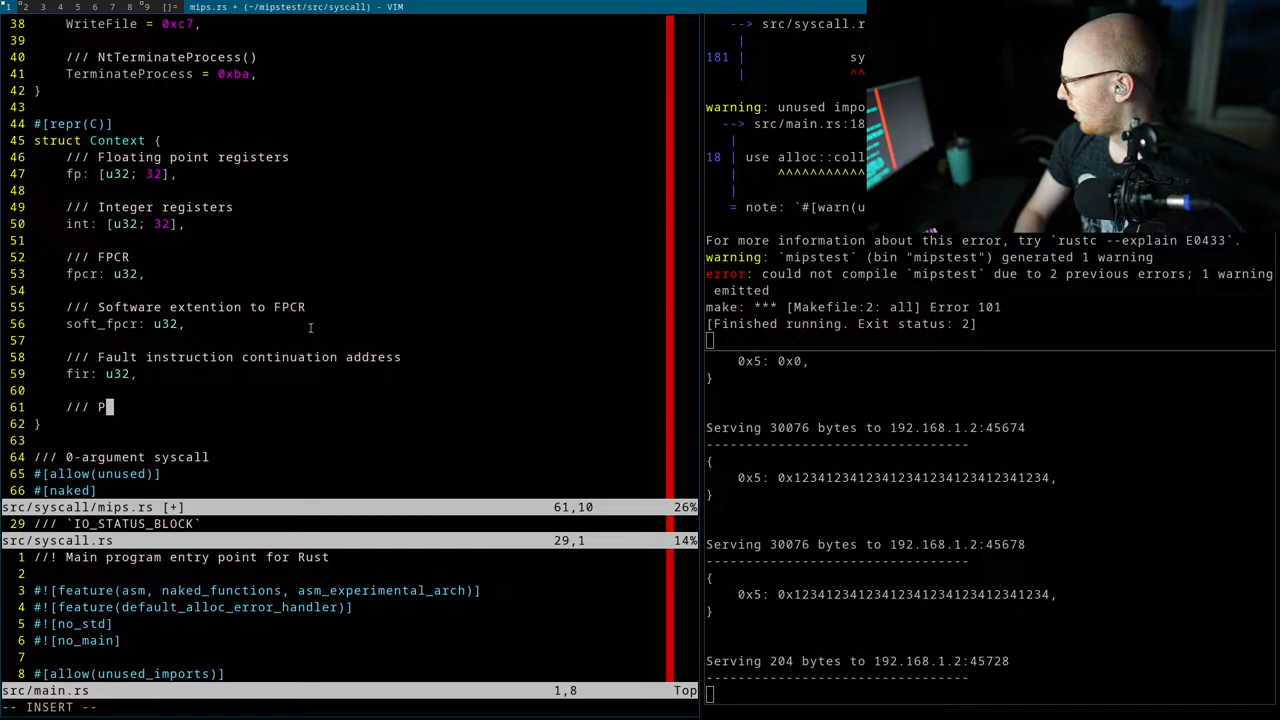 1 2 3 4 5 6 7 8 9 []= mips.rs + (~/mipstest/src/syscall) - VIM
38     WriteFile = 0xc7,
39
40     /// NtTerminateProcess()
41     TerminateProcess = 0xba,
42 }
43
44 #[repr(C)]
45 struct Context {
46     /// Floating point registers
47     fp: [u32; 32],
48
49     /// Integer registers
50     int: [u32; 32],
51
52     /// FPCR
53     fpcr: u32,
54
55     /// Software extention to FPCR
56     soft_fpcr: u32,
57
58     /// Fault instruction continuation address
59     fir: u32,
60
61     /// P
62 }
63
64 /// 0-argument syscall
65 #[allow(unused)]
66 #[naked]
src/syscall/mips.rs [+] 61,10 26%
29 /// `IO_STATUS_BLOCK`
src/syscall.rs 29,1 14%
1 //! Main program entry point for Rust
2
3 #![feature(asm, naked_functions, asm_experimental_arch)]
4 #![feature(default_alloc_error_handler)]
5 #![no_std]
6 #![no_main]
7
8 #[allow(unused_imports)]
src/main.rs 1,8 Top
-- INSERT --
--> src/syscall.r
|
181 | sy
| ^^
warning: unused impo
--> src/main.rs:18
|
18 | use alloc::coll
| ^^^^^^^^^^^
|
= note: `#[warn(u
For more information about this error, try `rustc --explain E0433`.
warning: `mipstest` (bin "mipstest") generated 1 warning
error: could not compile `mipstest` due to 2 previous errors; 1 warning
emitted
make: *** [Makefile:2: all] Error 101
[Finished running. Exit status: 2]
0x5: 0x0,
}
Serving 30076 bytes to 192.168.1.2:45674
---------------------------------
{
0x5: 0x12341234123412341234123412341234,
}
Serving 30076 bytes to 192.168.1.2:45678
---------------------------------
{
0x5: 0x12341234123412341234123412341234,
}
Serving 204 bytes to 192.168.1.2:45728
---------------------------------